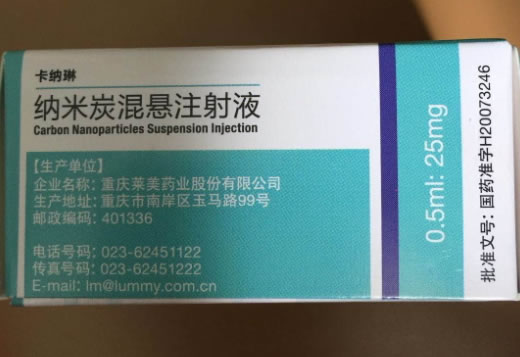 卡纳琳
纳米炭混悬注射液
Carbon Nanoparticles Suspension Injection
【生产单位】
企业名称: 重庆莱美药业股份有限公司
生产地址: 重庆市南岸区玉马路99号
邮政编码: 401336
电话号码: 023-62451122
传真号码: 023-62451222
E-mail: lm@lummy.com.cn
0.5ml: 25mg
批准文号: 国药准字H20073246